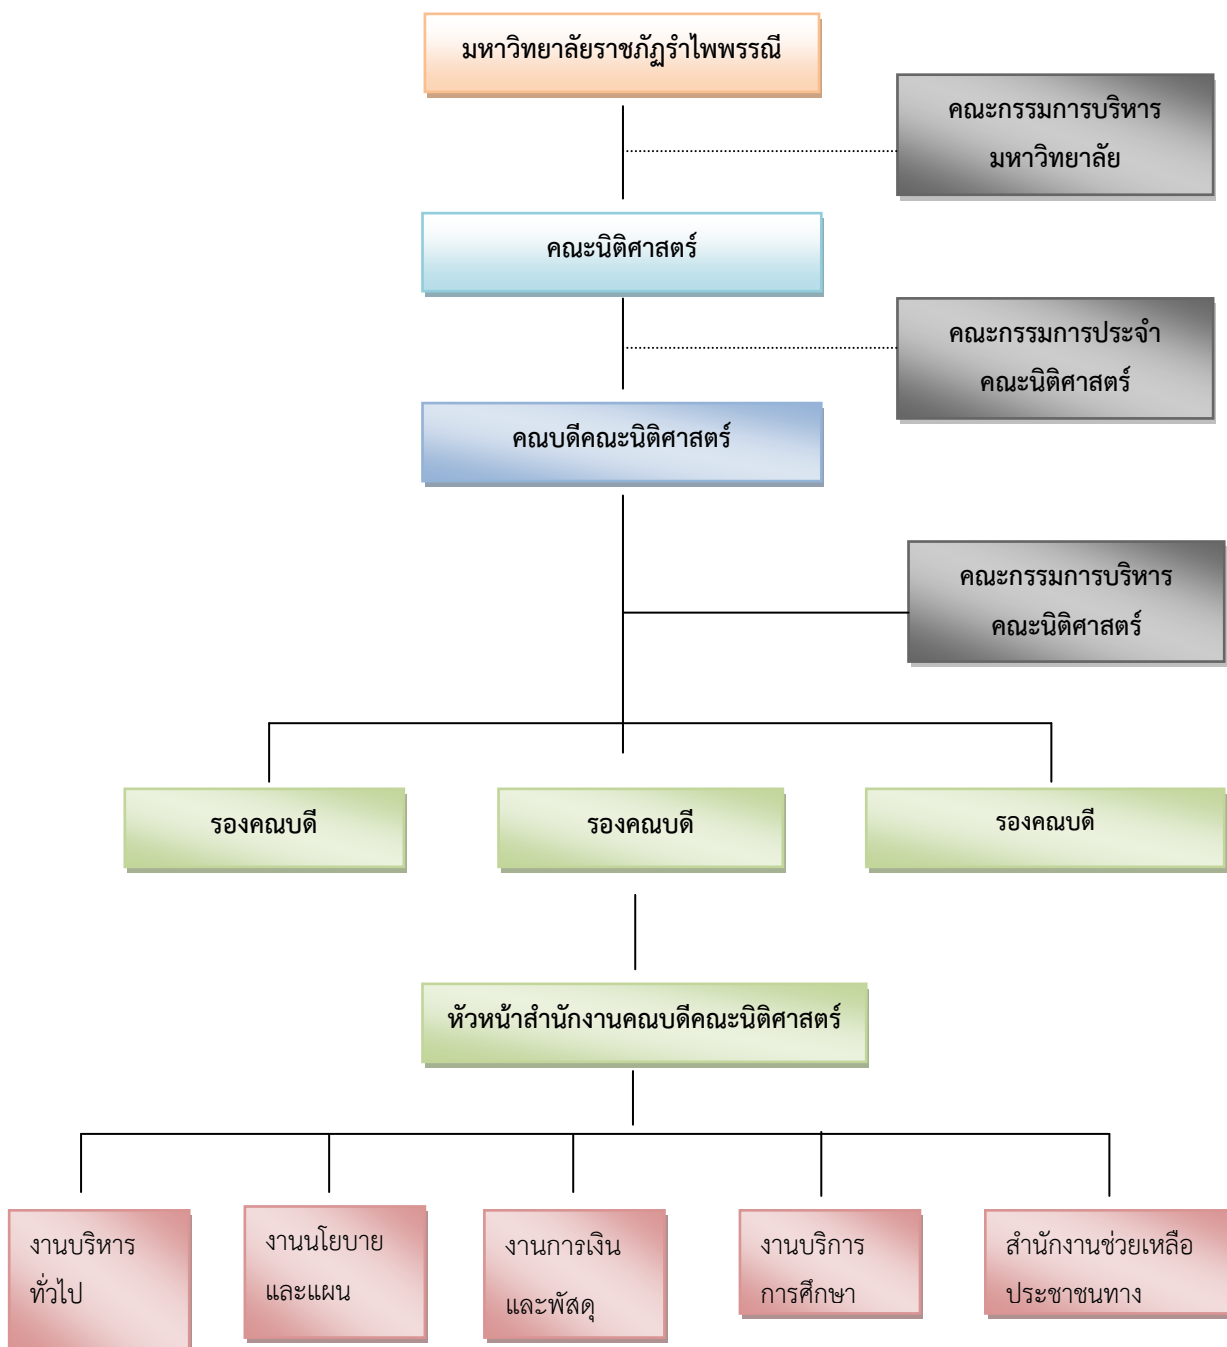 มหาวิทยาลัยราชภัฏรำไพพรรณี
คณะกรรมการบริหาร
มหาวิทยาลัย
คณะนิติศาสตร์
คณะกรรมการประจำ
คณะนิติศาสตร์
คณบดีคณะนิติศาสตร์
คณะกรรมการบริหาร
คณะนิติศาสตร์
รองคณบดี
รองคณบดี
รองคณบดี
หัวหน้าสำนักงานคณบดีคณะนิติศาสตร์
งานบริหาร
ทั่วไป
งานนโยบาย
และแผน
งานการเงิน
และพัสดุ
งานบริการ
การศึกษา
สำนักงานช่วยเหลือ
ประชาชนทาง